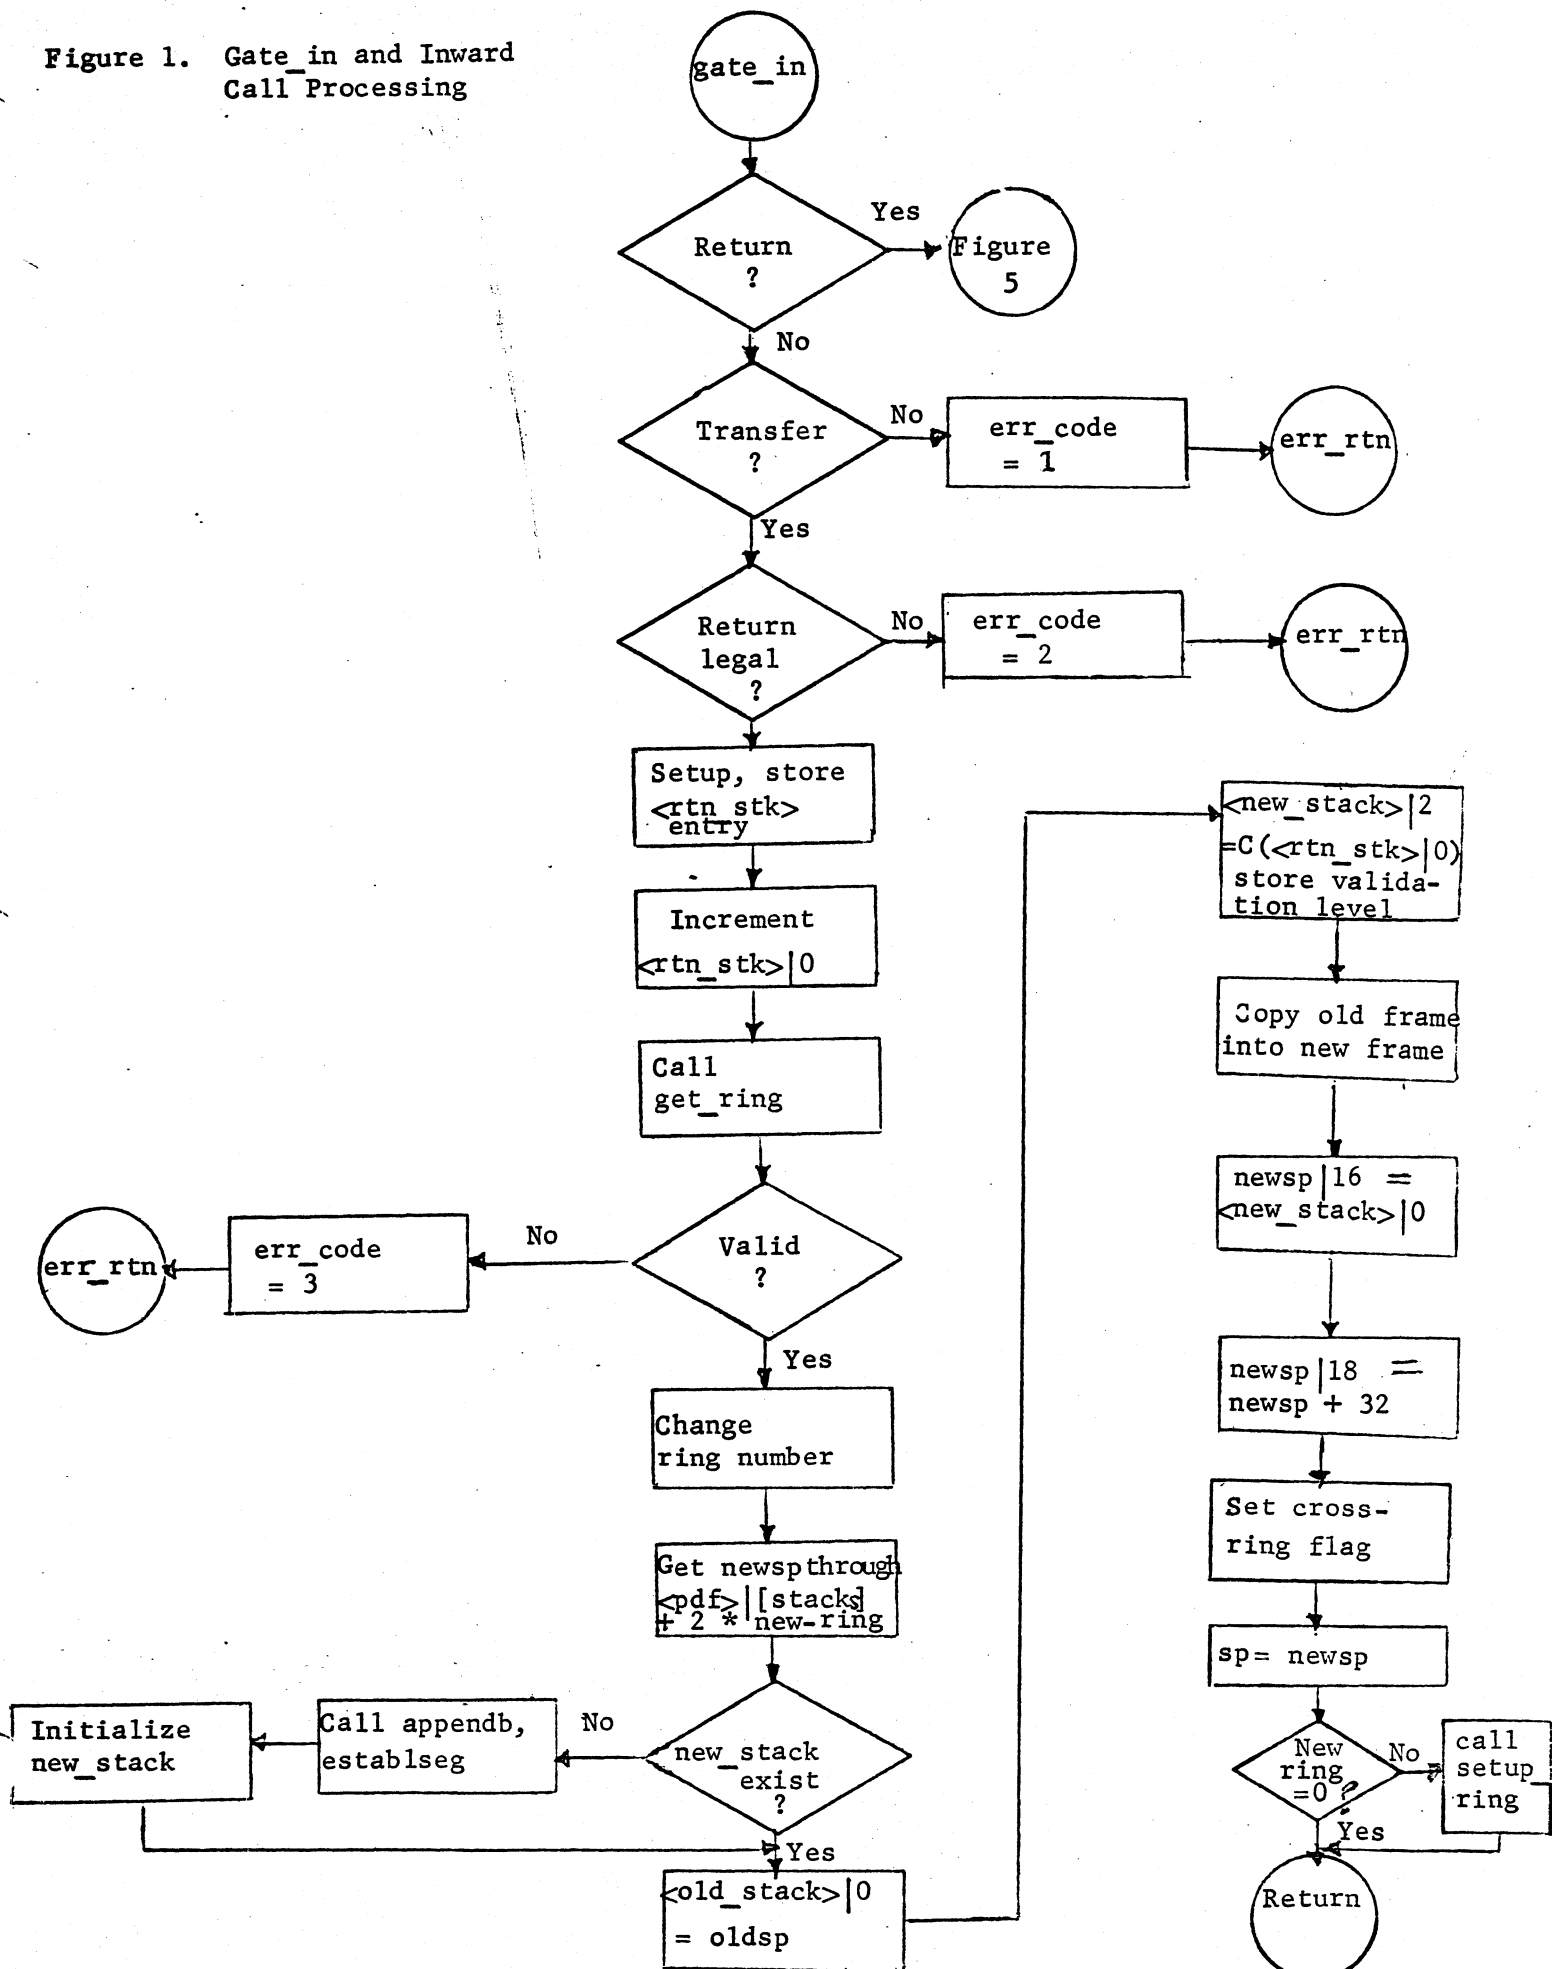 Figure 1. Gate_in and Inward
Call Processing
gate_in
Return
?
Yes
Figure
5
No
Transfer
?
No
err_code
= 1
err_rtn
Yes
Return
legal
?
No
err_code
= 2
err_rtn
Setup, store
<rtn_stk>
entry
Increment
<rtn_stk>|0
Call
get_ring
Valid
?
No
err_code
= 3
err_rtn
Yes
Change
ring number
Get newsp through
<pdf>|[stacks]
+ 2 * new-ring
new_stack
exist
?
No
Call appendb,
establseg
Initialize
new_stack
Yes
<old_stack>|0
= oldsp
<new_stack>|2
=C(<rtn_stk>|0)
store valida-
tion level
Copy old frame
into new frame
newsp|16 =
<new_stack>|0
newsp|18 =
newsp + 32
Set cross-
ring flag
sp= newsp
New
ring
=0 ?
No
call
setup_
ring
Yes
Return